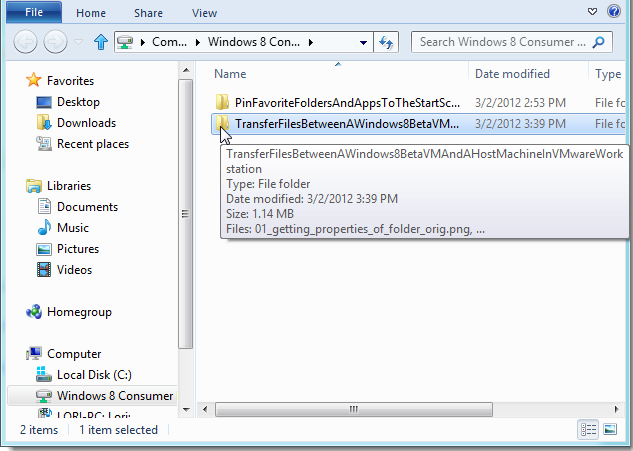 File Home Share View
Com... Windows 8 Con... Search Windows 8 Consumer ...
Name Date modified Type
Favorites
Desktop
Downloads
Recent places
Libraries
Documents
Music
Pictures
Videos
Homegroup
Computer
Local Disk (C:)
Windows 8 Consumer
LORI-PC: Lori:
PinFavoriteFoldersAndAppsToTheStartSc... 3/2/2012 2:53 PM File fo
TransferFilesBetweenAWindows8BetaVM... 3/2/2012 3:39 PM File fo
TransferFilesBetweenAWindows8BetaVMAndAHostMachineInVMwareWork
station
Type: File folder
Date modified: 3/2/2012 3:39 PM
Size: 1.14 MB
Files: 01_getting_properties_of_folder_orig.png, ...
2 items 1 item selected